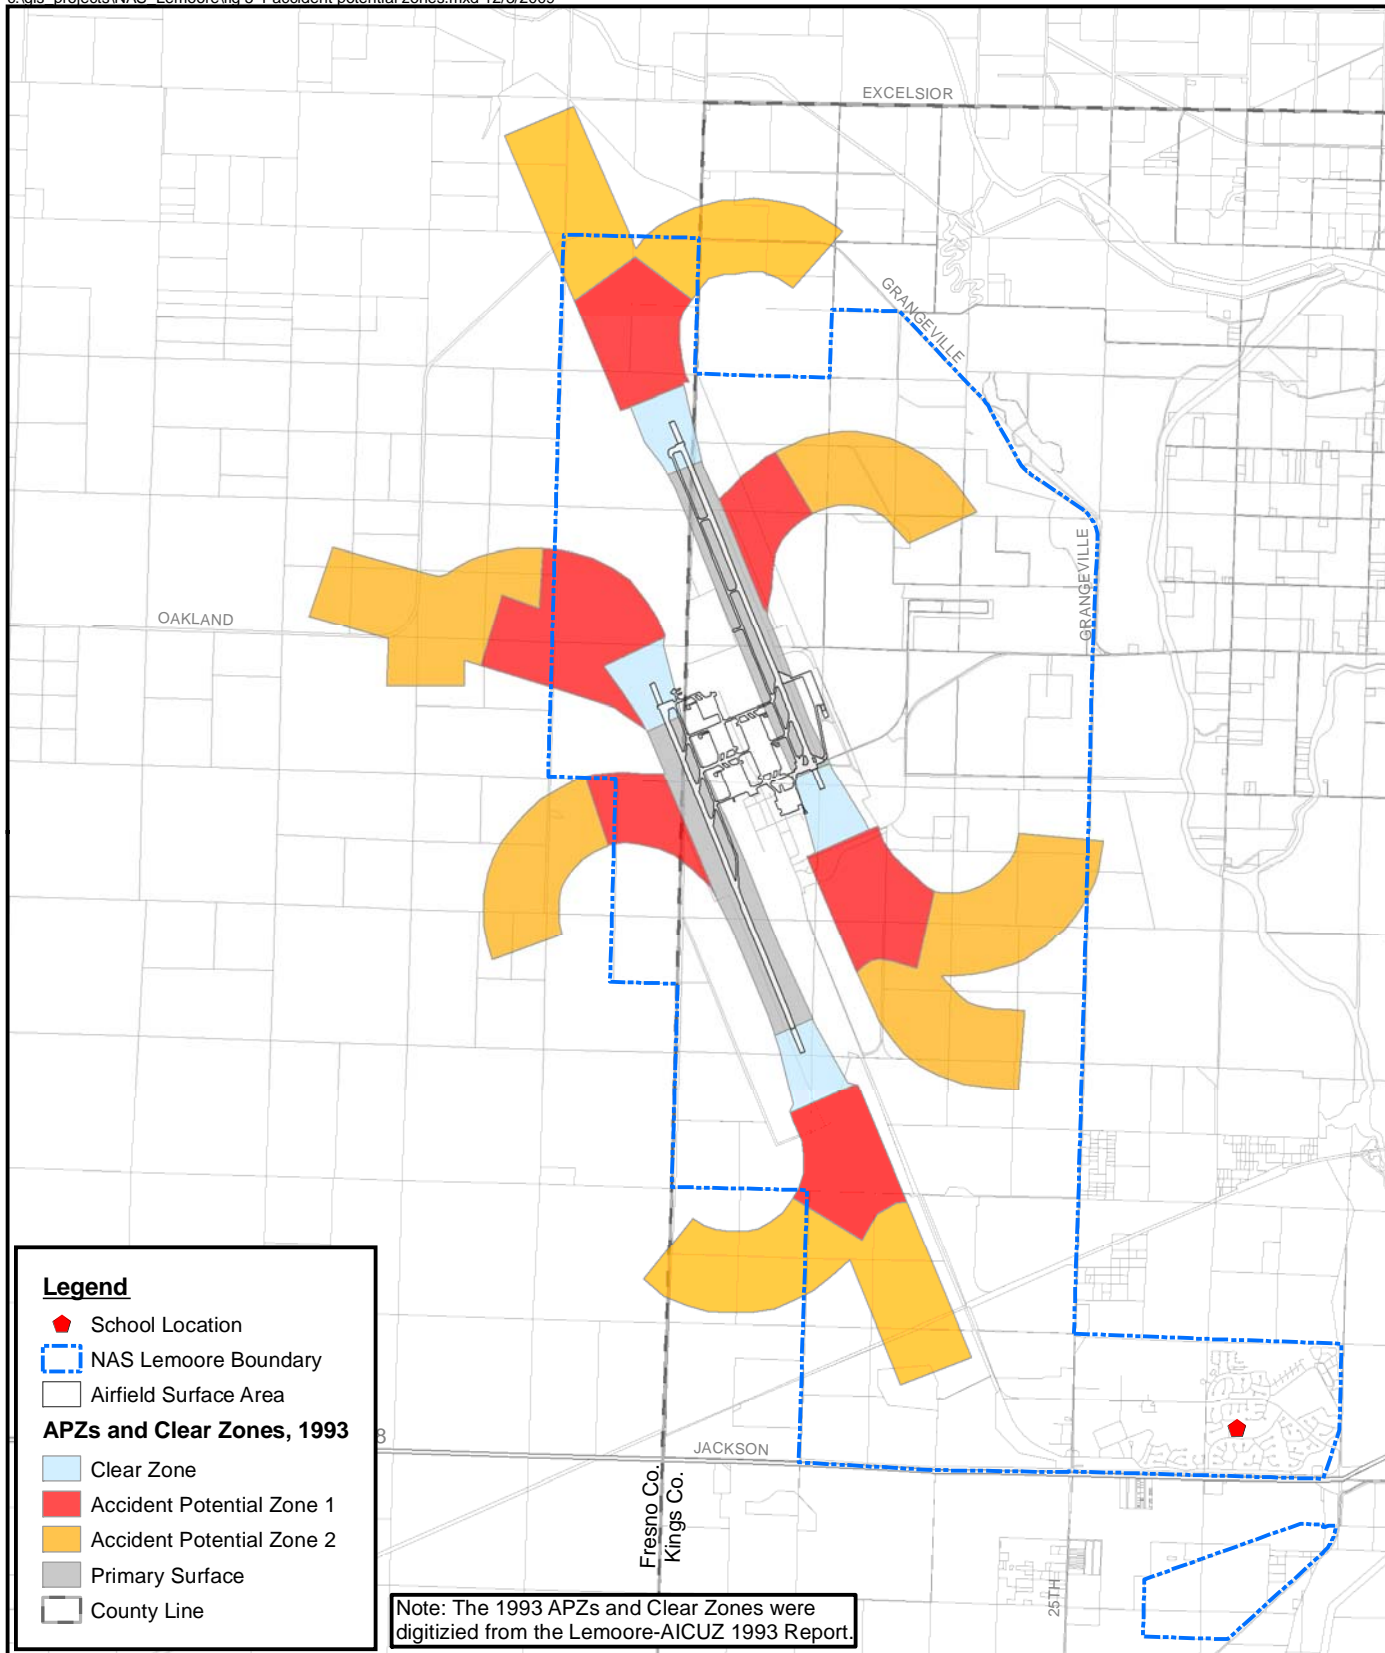 EXCELSIOR
GRANGEVILLE
GRANGEVILLE
OAKLAND
Legend
School Location
NAS Lemoore Boundary
Airfield Surface Area
APZs and Clear Zones, 1993
Clear Zone
Accident Potential Zone 1
Accident Potential Zone 2
Primary Surface
County Line
8
JACKSON
Fresno Co.
Kings Co.
25TH
Note: The 1993 APZs and Clear Zones were
digitizied from the Lemoore-AICUZ 1993 Report.